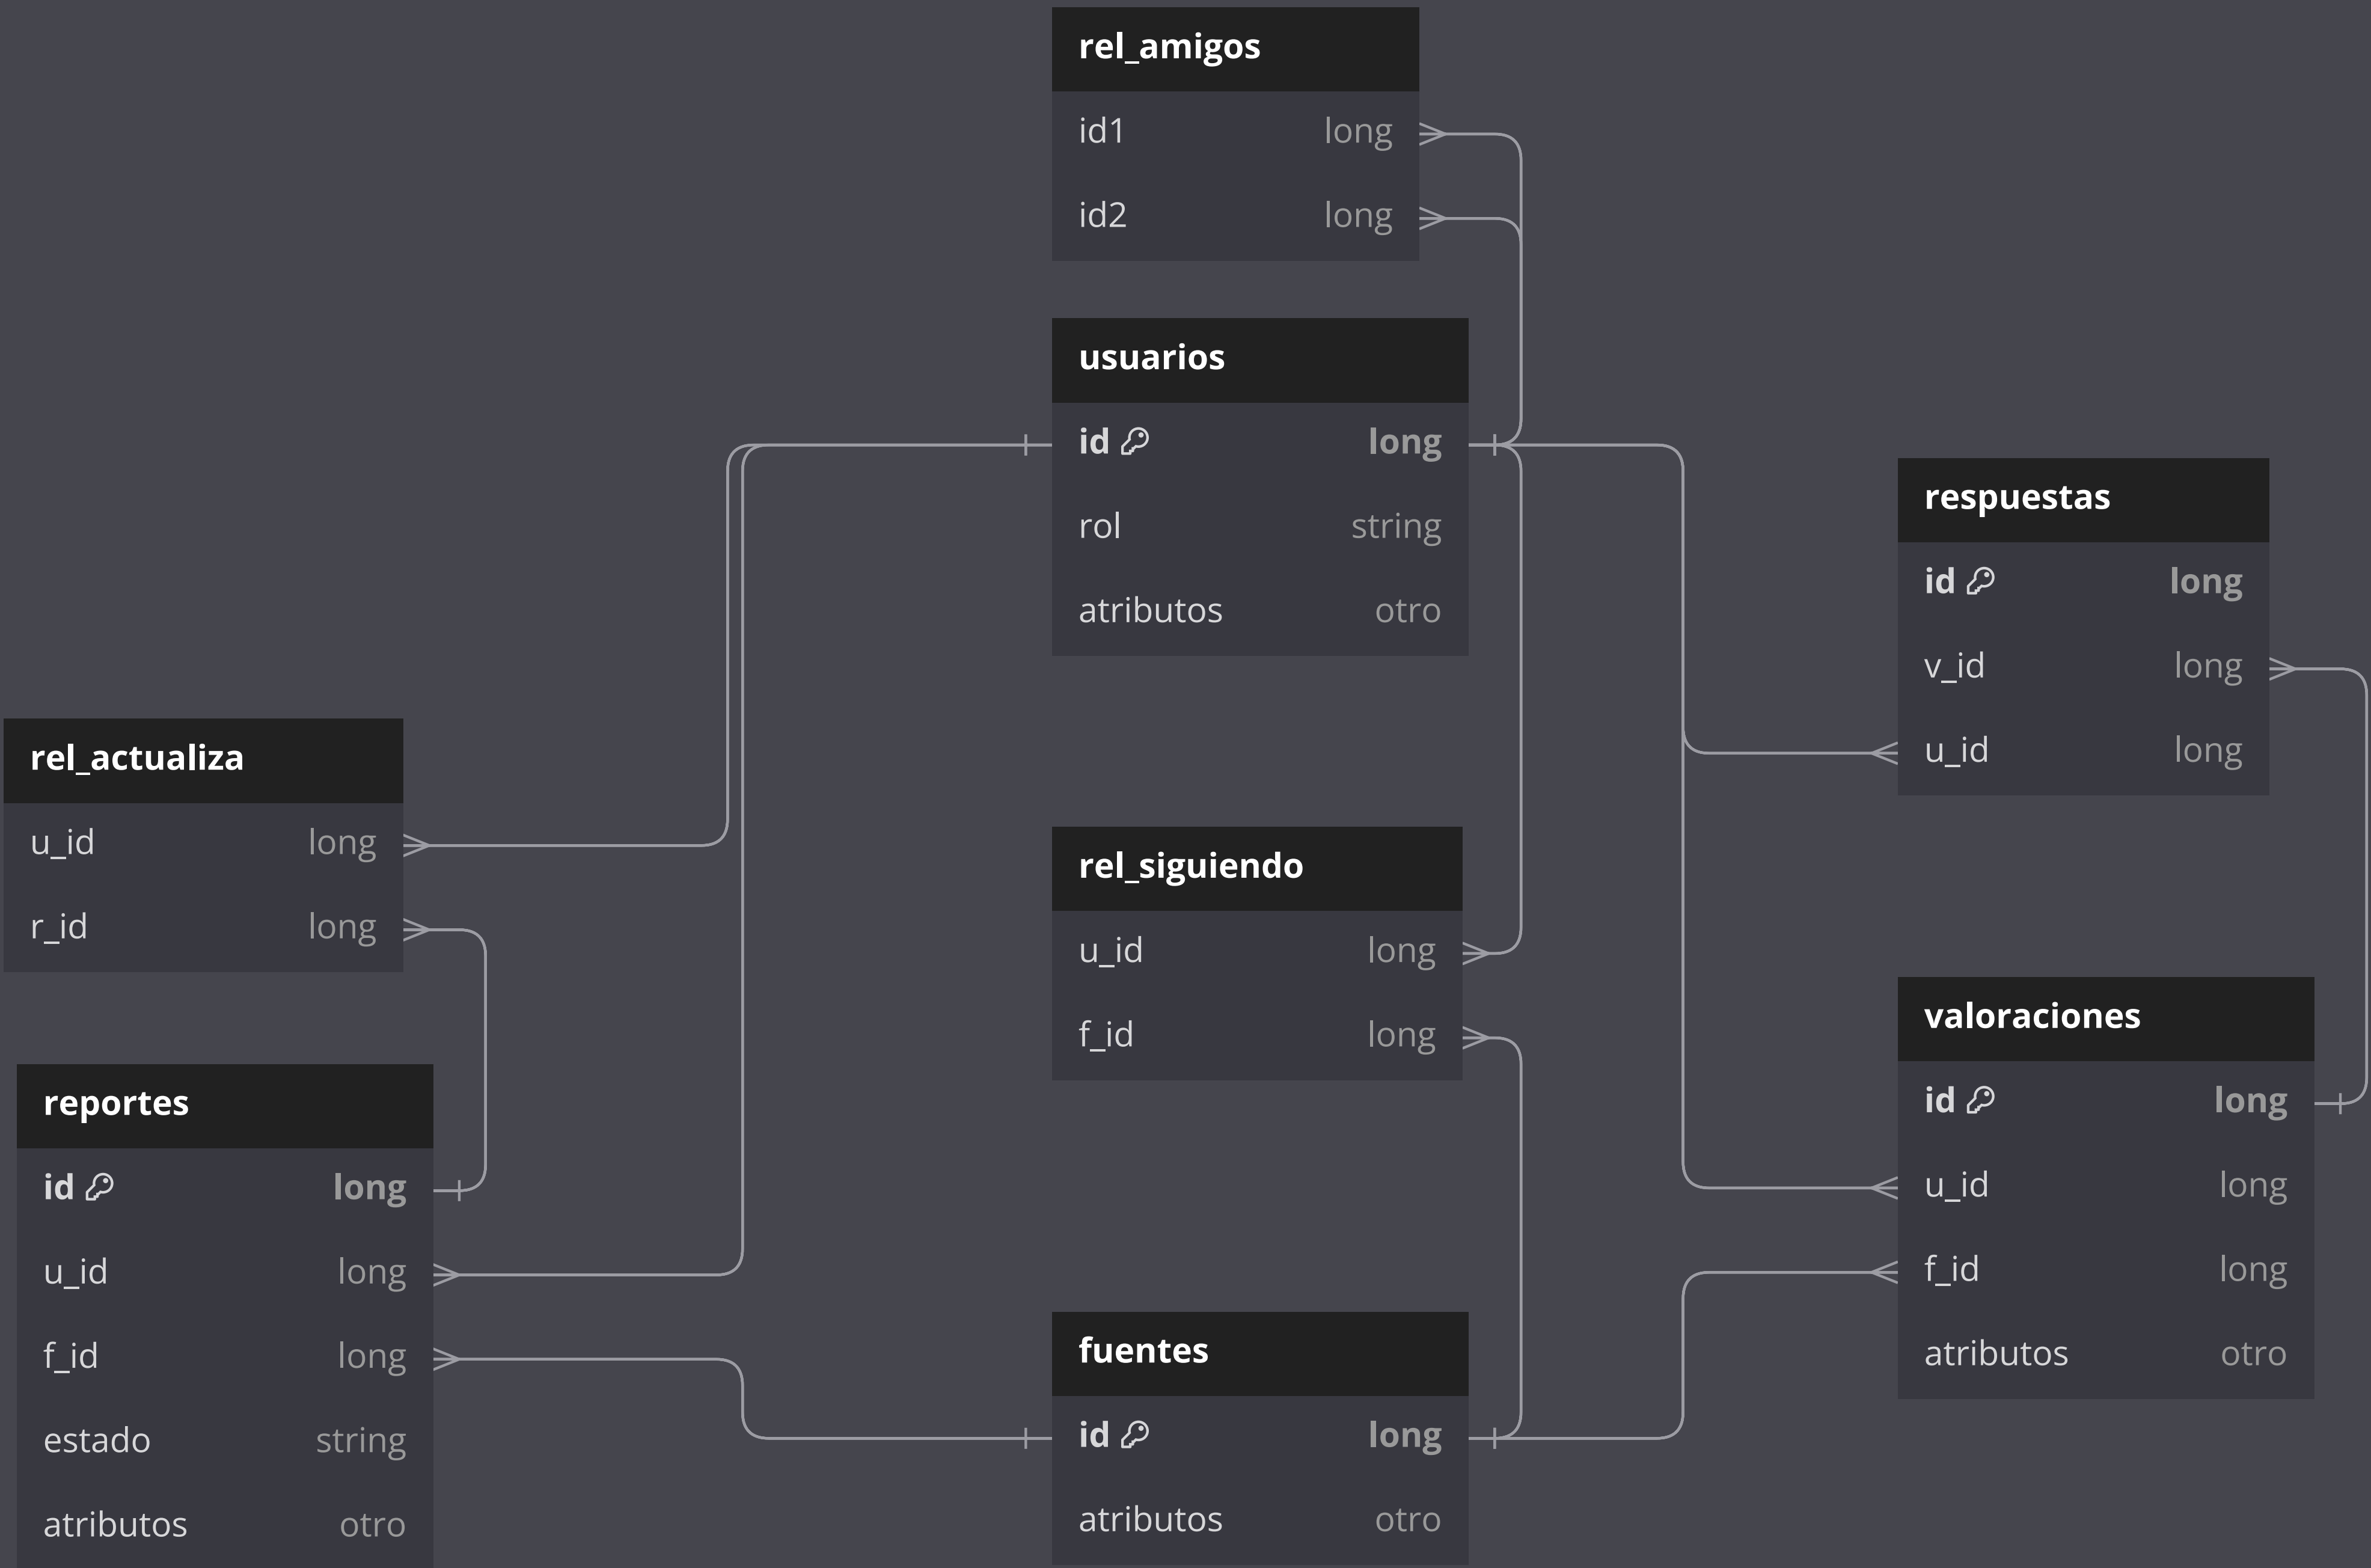 rel_amigos
id1 long
id2 long
usuarios
id long
rol string
atributos otro
respuestas
id long
v_id long
u_id long
rel_actualiza
u_id long
r_id long
rel_siguiendo
u_id long
f_id long
valoraciones
id long
u_id long
f_id long
atributos otro
reportes
id long
u_id long
f_id long
estado string
atributos otro
fuentes
id long
atributos otro